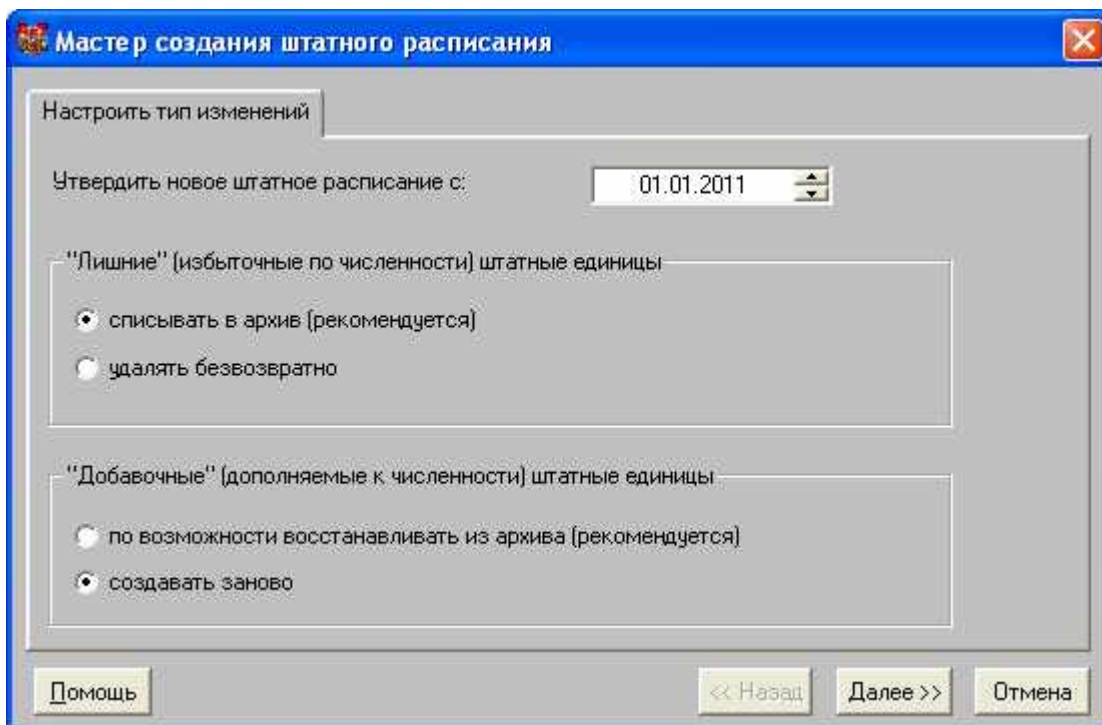 Мастер создания штатного расписания
Настроить тип изменений
Утвердить новое штатное расписание с: 01.01.2011
"Лишние" (избыточные по численности) штатные единицы
списывать в архив (рекомендуется)
удалять безвозвратно
"Добавочные" (дополняемые к численности) штатные единицы
по возможности восстанавливать из архива (рекомендуется)
создавать заново
Помощь << Назад Далее >> Отмена